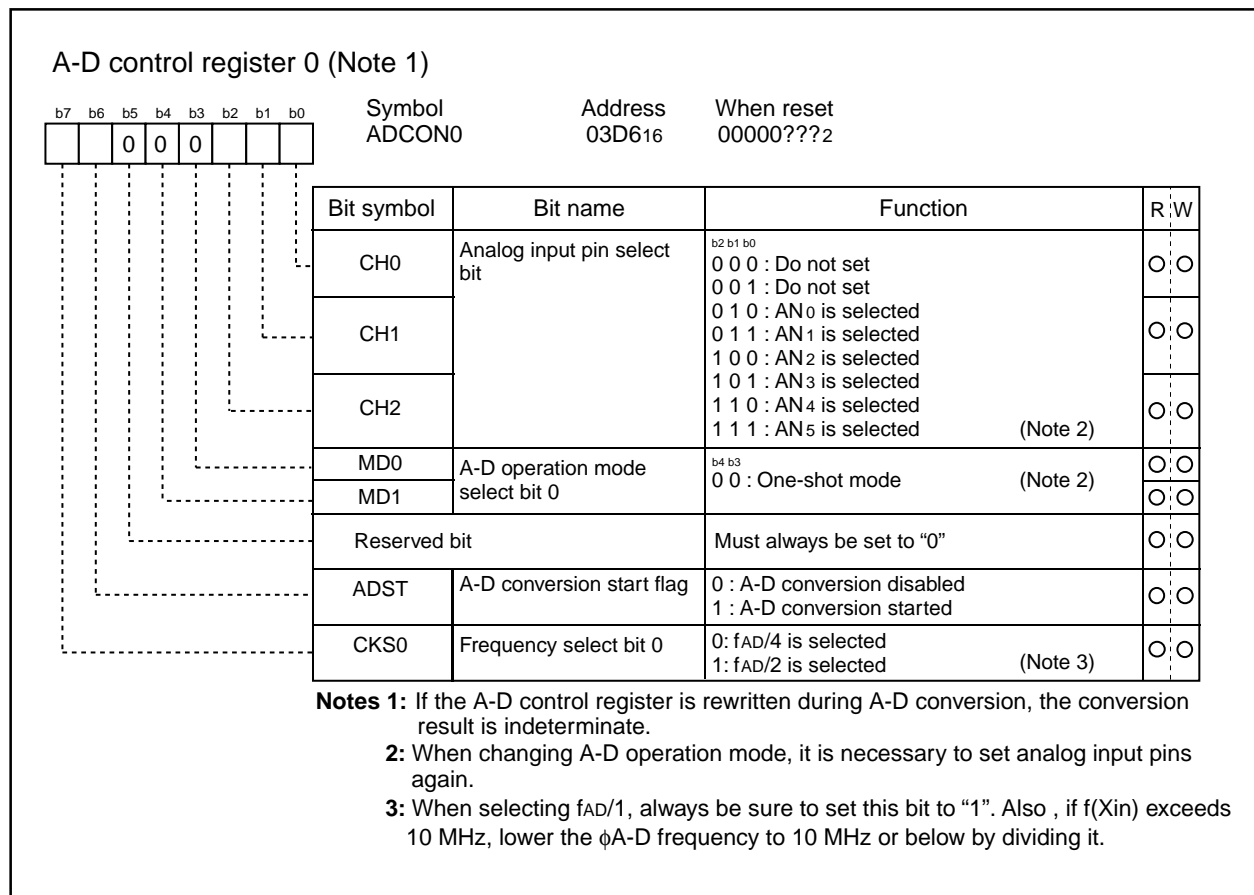 A-D control register 0 (Note 1)
b7 b6 b5 b4 b3 b2 b1 b0
0 0 0
Symbol Address When reset
ADCON0 03D616 00000???2
Bit symbol Bit name Function R W
CH0
Analog input pin select
bit
b2 b1 b0
0 0 0 : Do not set
0 0 1 : Do not set
0 1 0 : AN0 is selected
0 1 1 : AN1 is selected
1 0 0 : AN2 is selected
1 0 1 : AN3 is selected
1 1 0 : AN4 is selected
1 1 1 : AN5 is selected (Note 2)
CH1
CH2
MD0
MD1
A-D operation mode
select bit 0
b4 b3
0 0 : One-shot mode (Note 2)
Reserved bit Must always be set to “0”
ADST A-D conversion start flag
0 : A-D conversion disabled
1 : A-D conversion started
CKS0 Frequency select bit 0
0: fAD/4 is selected
1: fAD/2 is selected (Note 3)
Notes 1: If the A-D control register is rewritten during A-D conversion, the conversion
result is indeterminate.
2: When changing A-D operation mode, it is necessary to set analog input pins
again.
3: When selecting fAD/1, always be sure to set this bit to “1”. Also , if f(Xin) exceeds
10 MHz, lower the ϕA-D frequency to 10 MHz or below by dividing it.